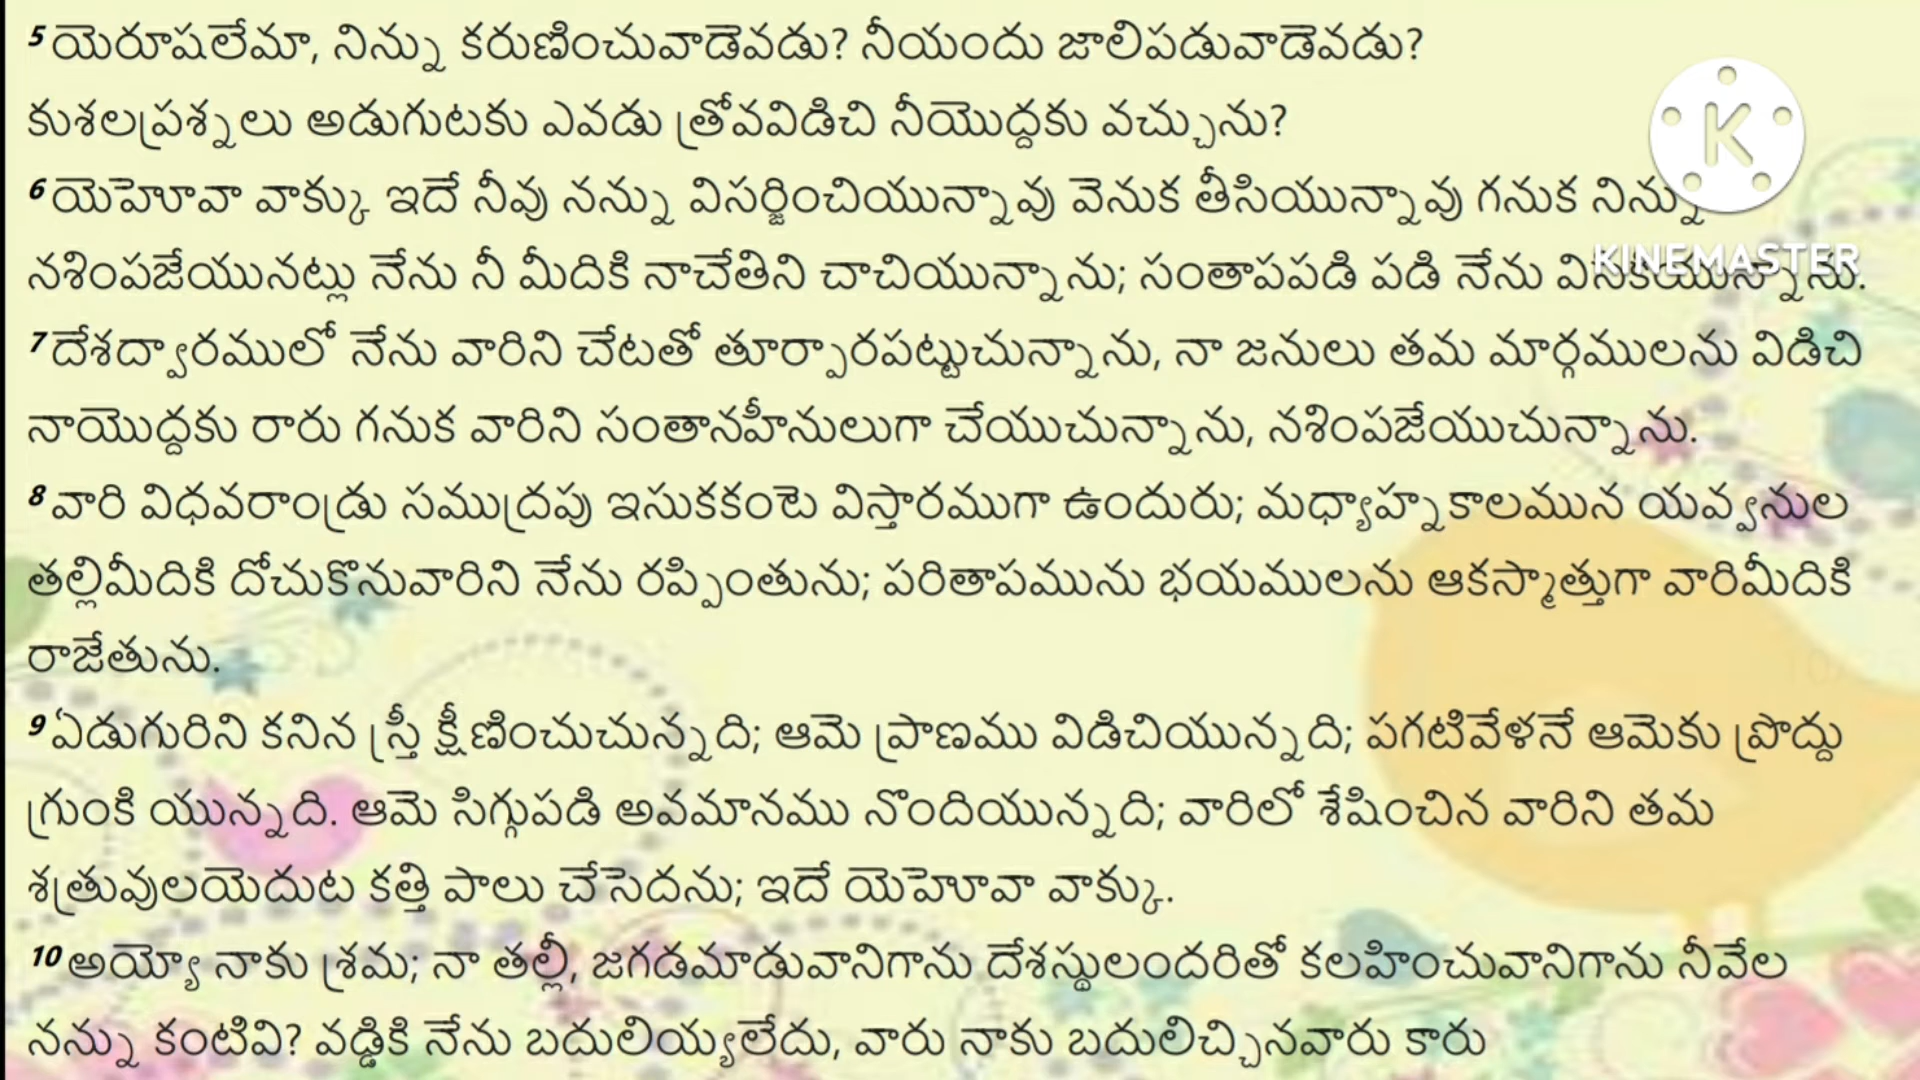 5 యెరూషలేమా, నిన్ను కరుణించువాడెవడు? నీయందు జాలిపడువాడెవడు?
కుశలప్రశ్నలు అడుగుటకు ఎవడు త్రోవవిడిచి నీయొద్దకు వచ్చును?
6 యెహోవా వాక్కు ఇదే నీవు నన్ను విసర్జించియున్నావు వెనుక తీసియున్నావు గనుక నిన్ను
నశింపజేయునట్లు నేను నీ మీదికి నాచేతిని చాచియున్నాను; సంతాపపడి పడి నేను విసికియున్నాను.
7 దేశద్వారములో నేను వారిని చేటతో తూర్పారపట్టుచున్నాను, నా జనులు తమ మార్గములను విడిచి
నాయొద్దకు రారు గనుక వారిని సంతానహీనులుగా చేయుచున్నాను, నశింపజేయుచున్నాను.
8 వారి విధవరాండ్రు సముద్రపు ఇసుకకంటె విస్తారముగా ఉందురు; మధ్యాహ్నకాలమున యవ్వనుల
తల్లిమీదికి దోచుకొనువారిని నేను రప్పింతును; పరితాపమును భయములను ఆకస్మాత్తుగా వారిమీదికి
రాజేతును.
9 ఏడుగురిని కనిన స్త్రీ క్షీణించుచున్నది; ఆమె ప్రాణము విడిచియున్నది; పగటివేళనే ఆమెకు ప్రొద్దు
గ్రుంకి యున్నది. ఆమె సిగ్గుపడి అవమానము నొందియున్నది; వారిలో శేషించిన వారిని తమ
శత్రువులయెదుట కత్తి పాలు చేసెదను; ఇదే యెహోవా వాక్కు.
10 అయ్యో నాకు శ్రమ; నా తల్లీ, జగడమాడువానిగాను దేశస్థులందరితో కలహించువానిగాను నీవేల
నన్ను కంటివి? వడ్డికి నేను బదులియ్యలేదు, వారు నాకు బదులిచ్చినవారు కారు
K
KINEMASTER